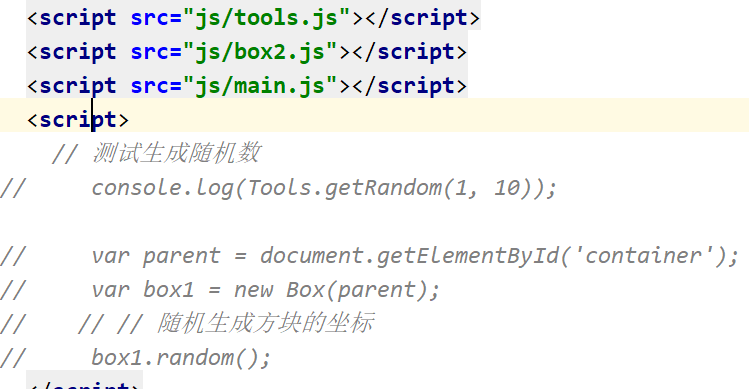 <script src="js/tools.js"></script>
<script src="js/box2.js"></script>
<script src="js/main.js"></script>
<script>
  // 测试生成随机数
//     console.log(Tools.getRandom(1, 10));
//     var parent = document.getElementById('container');
//     var box1 = new Box(parent);
//    // // 随机生成方块的坐标
//     box1.random();
</script>